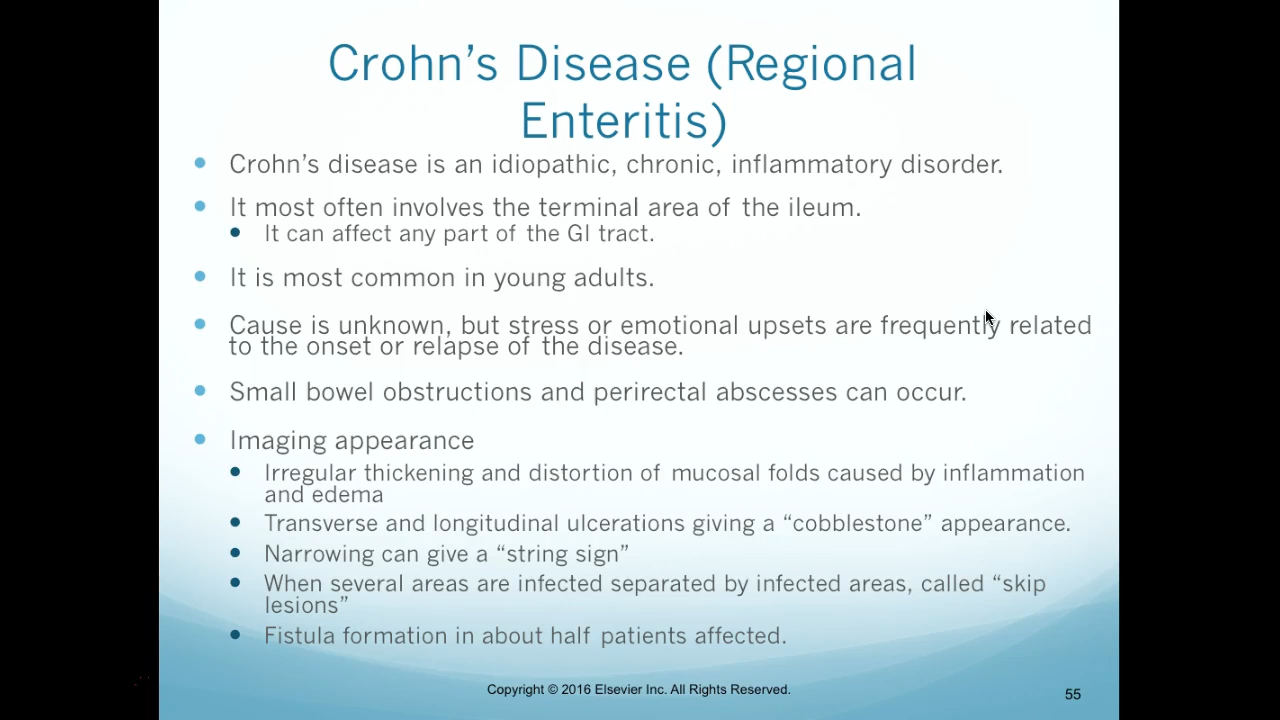 Crohn’s Disease (Regional
Enteritis)
• Crohn’s disease is an idiopathic, chronic, inflammatory disorder.
• It most often involves the terminal area of the ileum.
• It can affect any part of the GI tract.
• It is most common in young adults.
• Cause is unknown, but stress or emotional upsets are frequently related
to the onset or relapse of the disease.
• Small bowel obstructions and perirectal abscesses can occur.
• Imaging appearance
• Irregular thickening and distortion of mucosal folds caused by inflammation
and edema
• Transverse and longitudinal ulcerations giving a “cobblestone” appearance.
• Narrowing can give a “string sign”
• When several areas are infected separated by infected areas, called “skip
lesions”
• Fistula formation in about half patients affected.
Copyright © 2016 Elsevier Inc. All Rights Reserved.
55